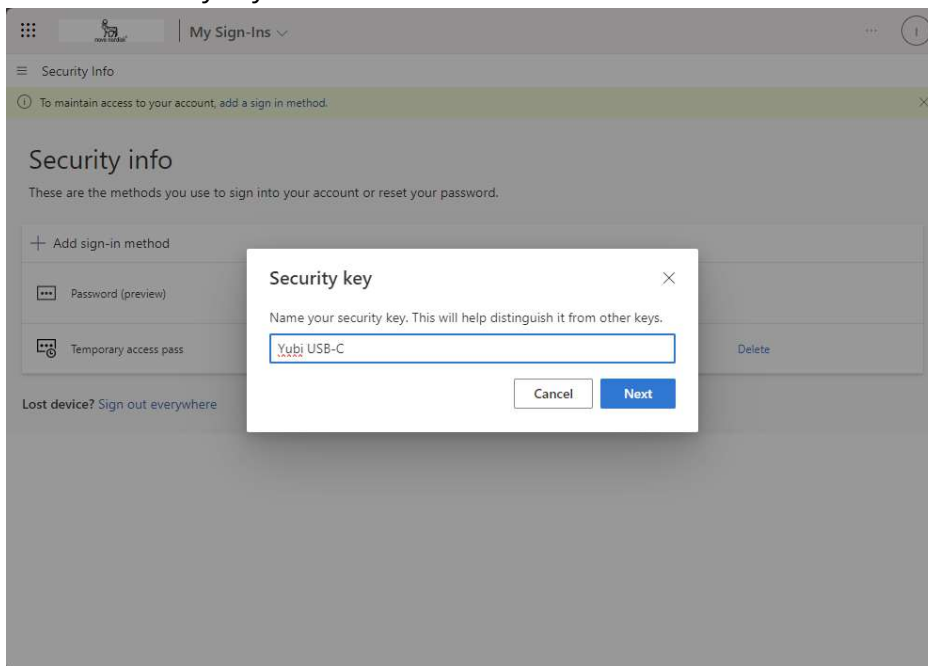 novo nordisk
My Sign-Ins
I
Security Info
To maintain access to your account, add a sign in method.
Security info
These are the methods you use to sign into your account or reset your password.
Add sign-in method
Password (preview)
Temporary access pass
Delete
Lost device? Sign out everywhere
Security key
Name your security key. This will help distinguish it from other keys.
Yubi USB-C
Cancel Next